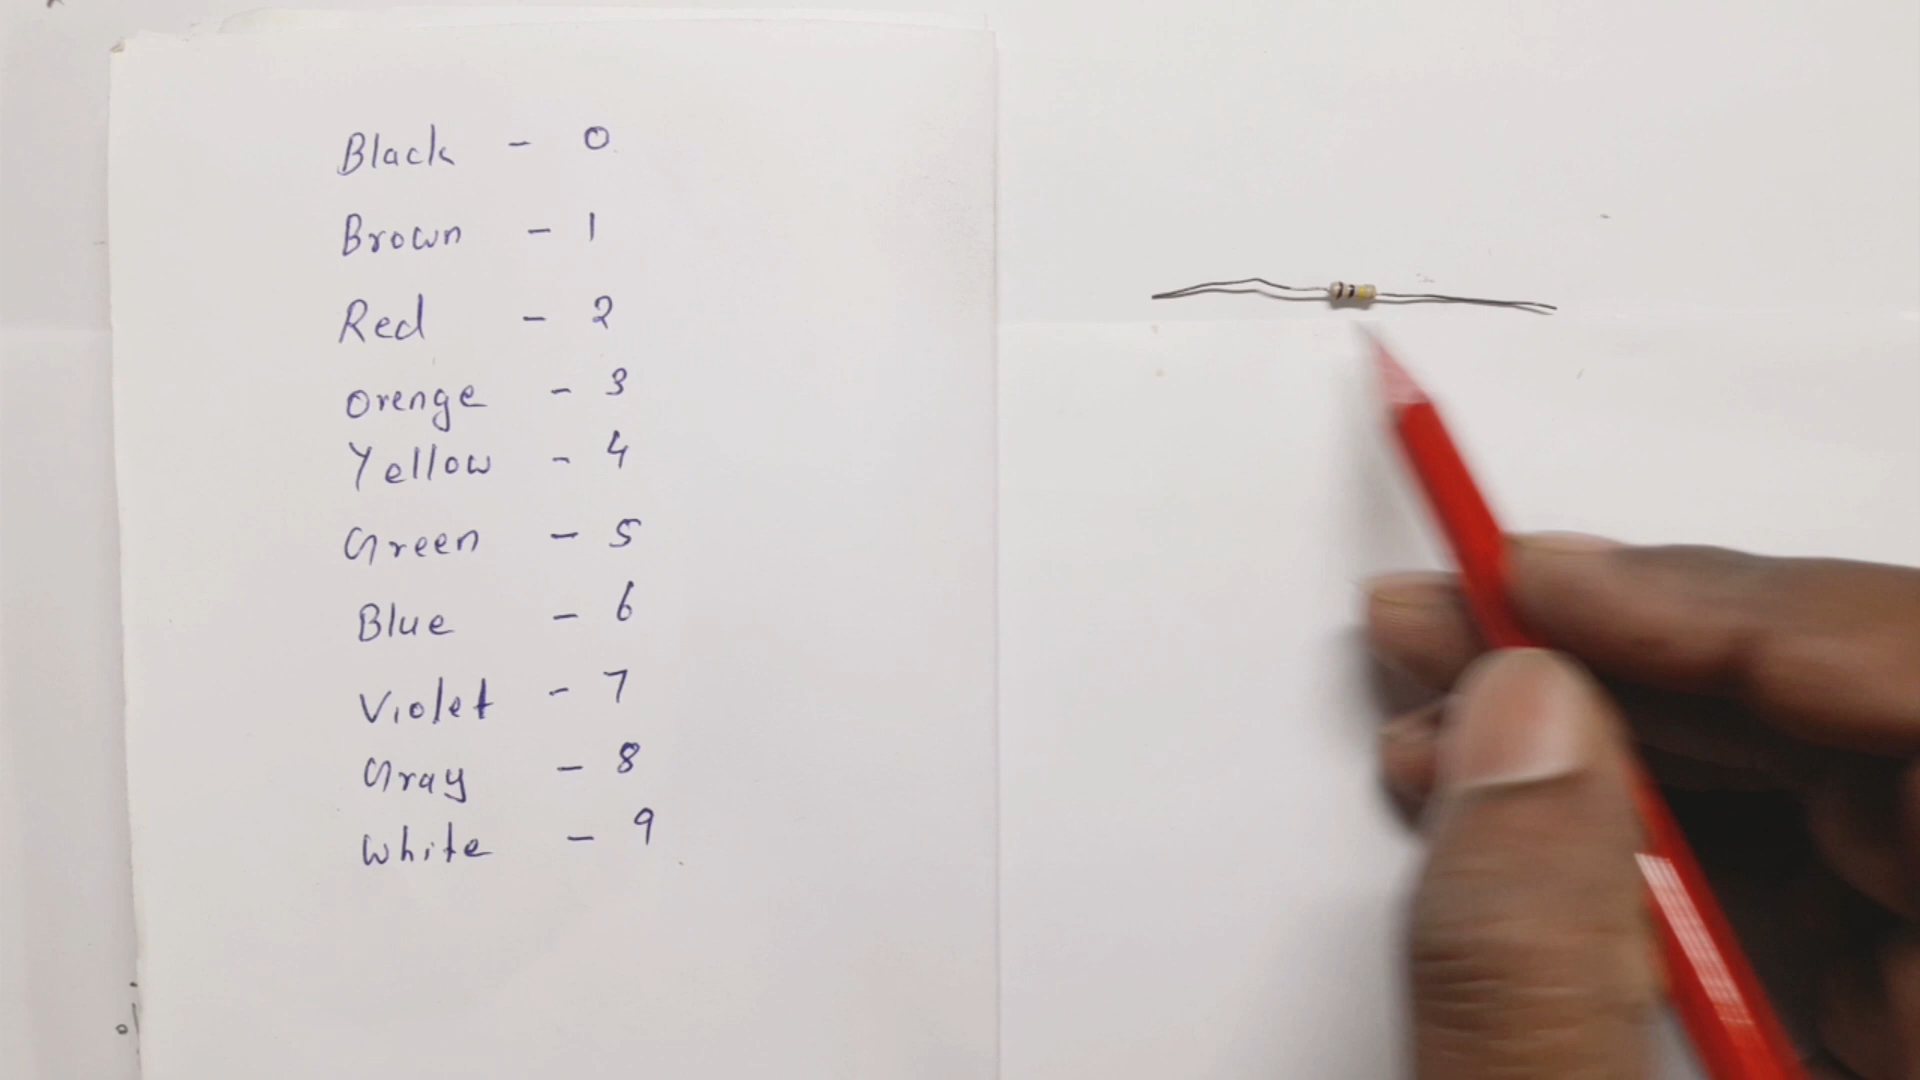 Black - 0
Brown - 1
Red - 2
Orenge - 3
Yellow - 4
Green - 5
Blue - 6
Violet - 7
Gray - 8
White - 9